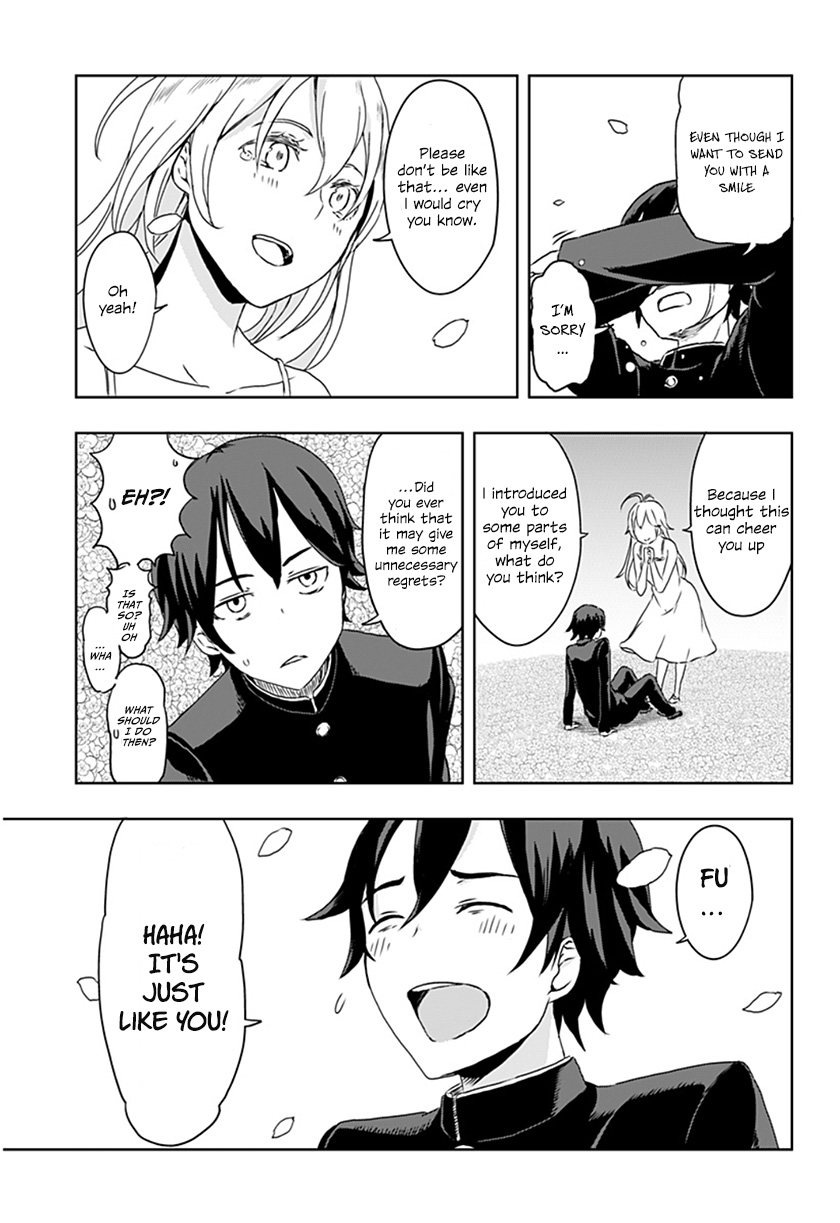 EVEN THOUGH I
WANT TO SEND
YOU WITH A
SMILE
I'M
SORRY
...
Please
don't be like
that... even
I would cry
you know.
Oh
yeah!
Because I
thought this
can cheer
you up
I introduced
you to
some parts
of myself,
what do
you think?
...Did
you ever
think that
it may give
me some
unnecessary
regrets?
EH?!
IS
THAT
SO? UH
OH
...
WHA
...
WHAT
SHOULD
I DO
THEN?
FU
...
HAHA!
IT'S
JUST
LIKE YOU!